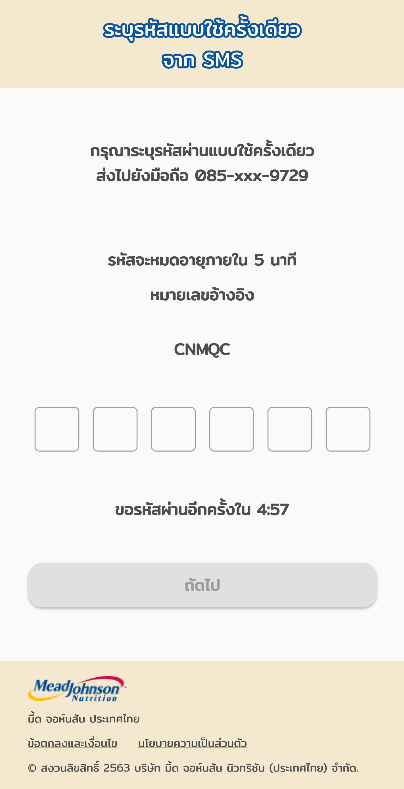 ระบุรหัสแบบใช้ครั้งเดียว
จาก SMS
กรุณาระบุรหัสผ่านแบบใช้ครั้งเดียว
ส่งไปยังมือถือ 085-xxx-9729
รหัสจะหมดอายุภายใน 5 นาที
หมายเลขอ้างอิง
CNMQC
ขอรหัสผ่านอีกครั้งใน 4:57
ถัดไป
MeadJohnson
Nutrition
มี้ด จอห์นสัน ประเทศไทย
ข้อตกลงและเงื่อนไข นโยบายความเป็นส่วนตัว
© สงวนลิขสิทธิ์ 2563 บริษัท มี้ด จอห์นสัน นิวทริชัน (ประเทศไทย) จำกัด.